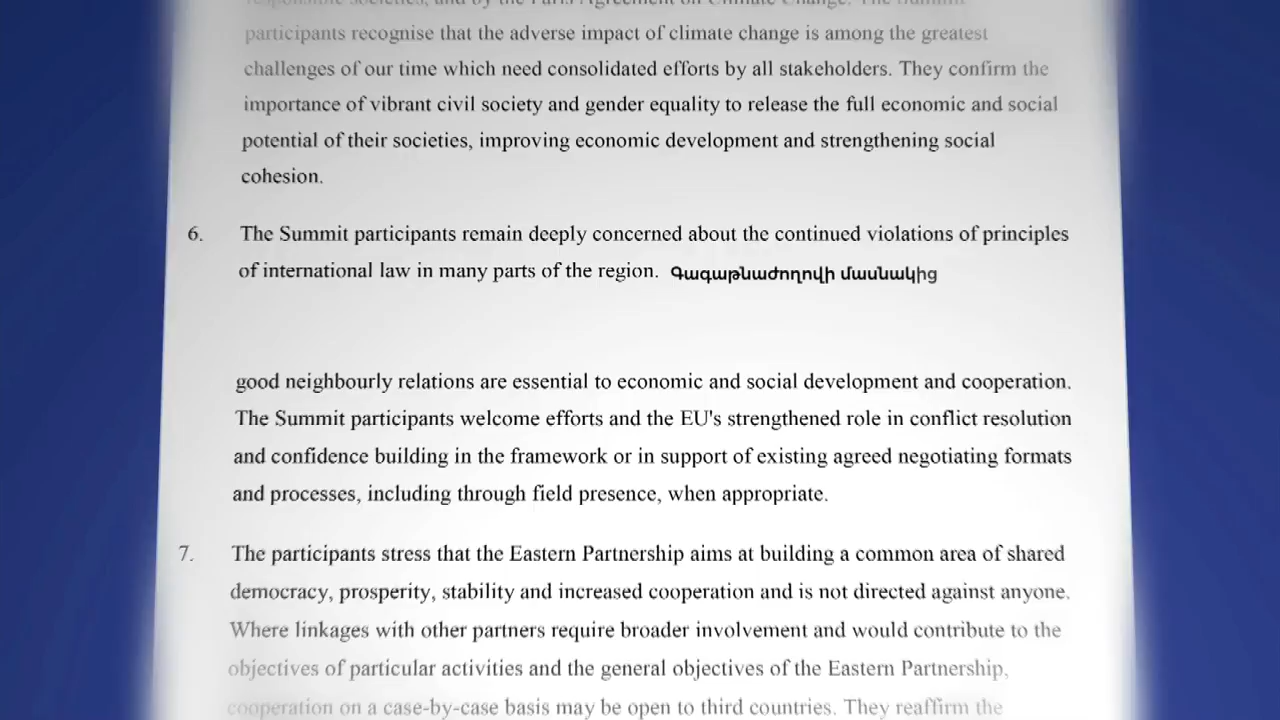 participants recognise that the adverse impact of climate change is among the greatest
challenges of our time which need consolidated efforts by all stakeholders. They confirm the
importance of vibrant civil society and gender equality to release the full economic and social
potential of their societies, improving economic development and strengthening social
cohesion.
6. The Summit participants remain deeply concerned about the continued violations of principles
of international law in many parts of the region. Գագաթնաժողովի մասնակից
good neighbourly relations are essential to economic and social development and cooperation.
The Summit participants welcome efforts and the EU's strengthened role in conflict resolution
and confidence building in the framework or in support of existing agreed negotiating formats
and processes, including through field presence, when appropriate.
7. The participants stress that the Eastern Partnership aims at building a common area of shared
democracy, prosperity, stability and increased cooperation and is not directed against anyone.
Where linkages with other partners require broader involvement and would contribute to the
objectives of particular activities and the general objectives of the Eastern Partnership,
cooperation on a case-by-case basis may be open to third countries. They reaffirm the